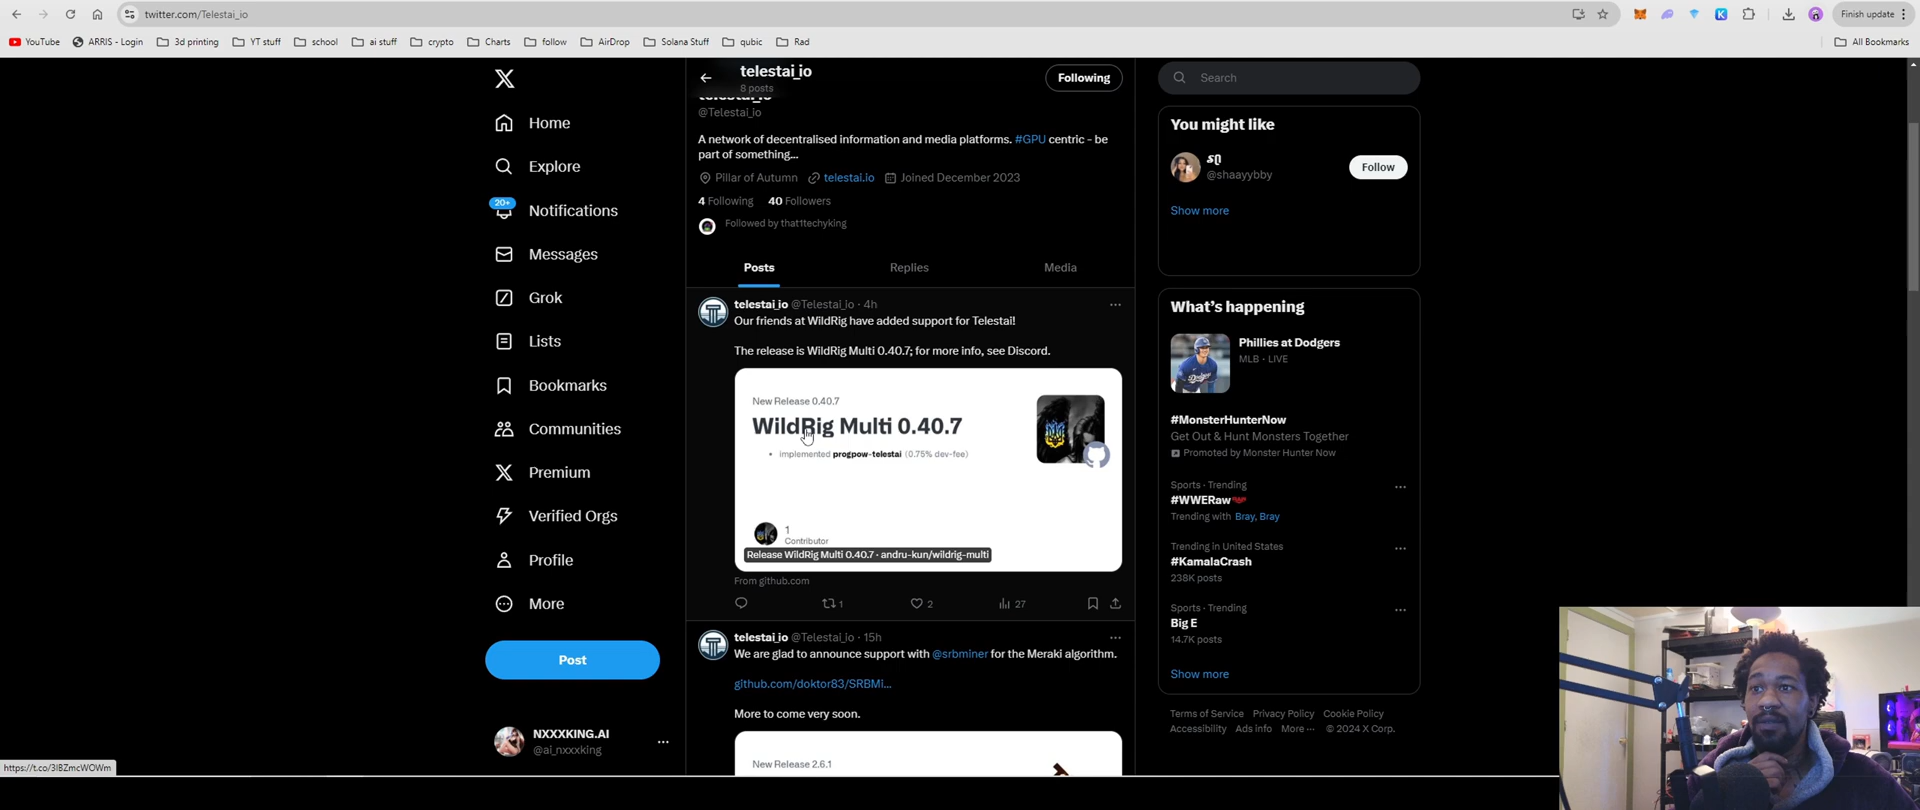 twitter.com/Telestai_io
Finish update
YouTube
ARRIS - Login
3d printing
YT stuff
school
ai stuff
crypto
Charts
follow
AirDrop
Solana Stuff
qubic
Rad
All Bookmarks
Home
Explore
20+
Notifications
Messages
Grok
Lists
Bookmarks
Communities
Premium
Verified Orgs
Profile
More
Post
NXXXKING.AI
@ai_nxxxking
https://t.co/3IBZmcWOWm
telestai_io
8 posts
Following
telestai_io
@Telestai_io
A network of decentralised information and media platforms. #GPU centric - be
part of something...
Pillar of Autumn telestai.io Joined December 2023
4 Following 40 Followers
Followed by that1techyking
Posts Replies Media
telestai_io @Telestai_io · 4h
Our friends at WildRig have added support for Telestai!
The release is WildRig Multi 0.40.7; for more info, see Discord.
New Release 0.40.7
WildRig Multi 0.40.7
• implemented progpow-telestai (0.75% dev-fee)
1
Contributor
Release WildRig Multi 0.40.7 · andru-kun/wildrig-multi
From github.com
1 2 27
telestai_io @Telestai_io · 15h
We are glad to announce support with @srbminer for the Meraki algorithm.
github.com/doktor83/SRBMi...
More to come very soon.
New Release 2.6.1
Search
You might like
@shaayybby
Follow
Show more
What's happening
Phillies at Dodgers
MLB · LIVE
Dodgers
#MonsterHunterNow
Get Out & Hunt Monsters Together
Promoted by Monster Hunter Now
Sports · Trending
#WWERaw
Trending with Bray, Bray
Trending in United States
#KamalaCrash
238K posts
Sports · Trending
Big E
14.7K posts
Show more
Terms of Service Privacy Policy Cookie Policy
Accessibility Ads info More ··· © 2024 X Corp.